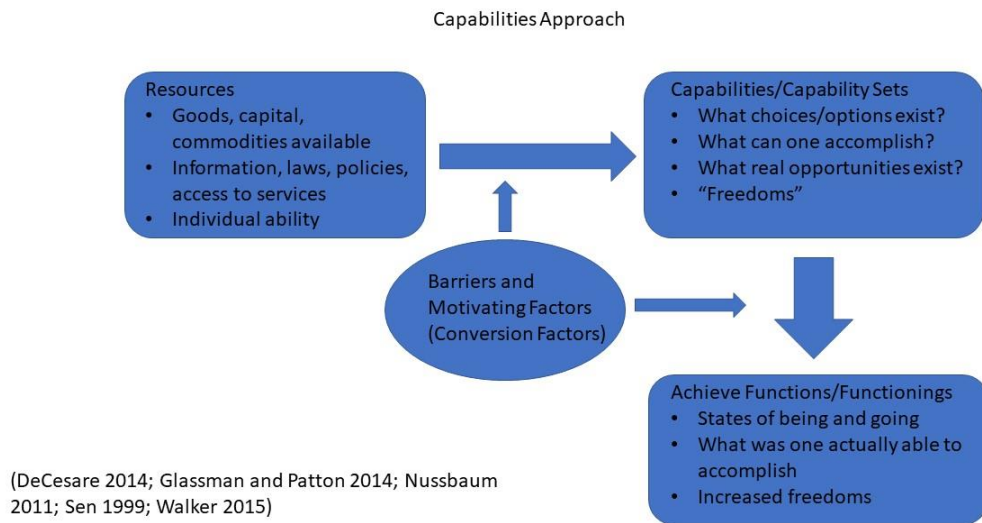 Capabilities Approach
Resources
• Goods, capital,
commodities available
• Information, laws, policies,
access to services
• Individual ability
Capabilities/Capability Sets
• What choices/options exist?
• What can one accomplish?
• What real opportunities exist?
• “Freedoms”
Barriers and
Motivating Factors
(Conversion Factors)
Achieve Functions/Functionings
• States of being and going
• What was one actually able to
accomplish
• Increased freedoms
(DeCesare 2014; Glassman and Patton 2014; Nussbaum
2011; Sen 1999; Walker 2015)